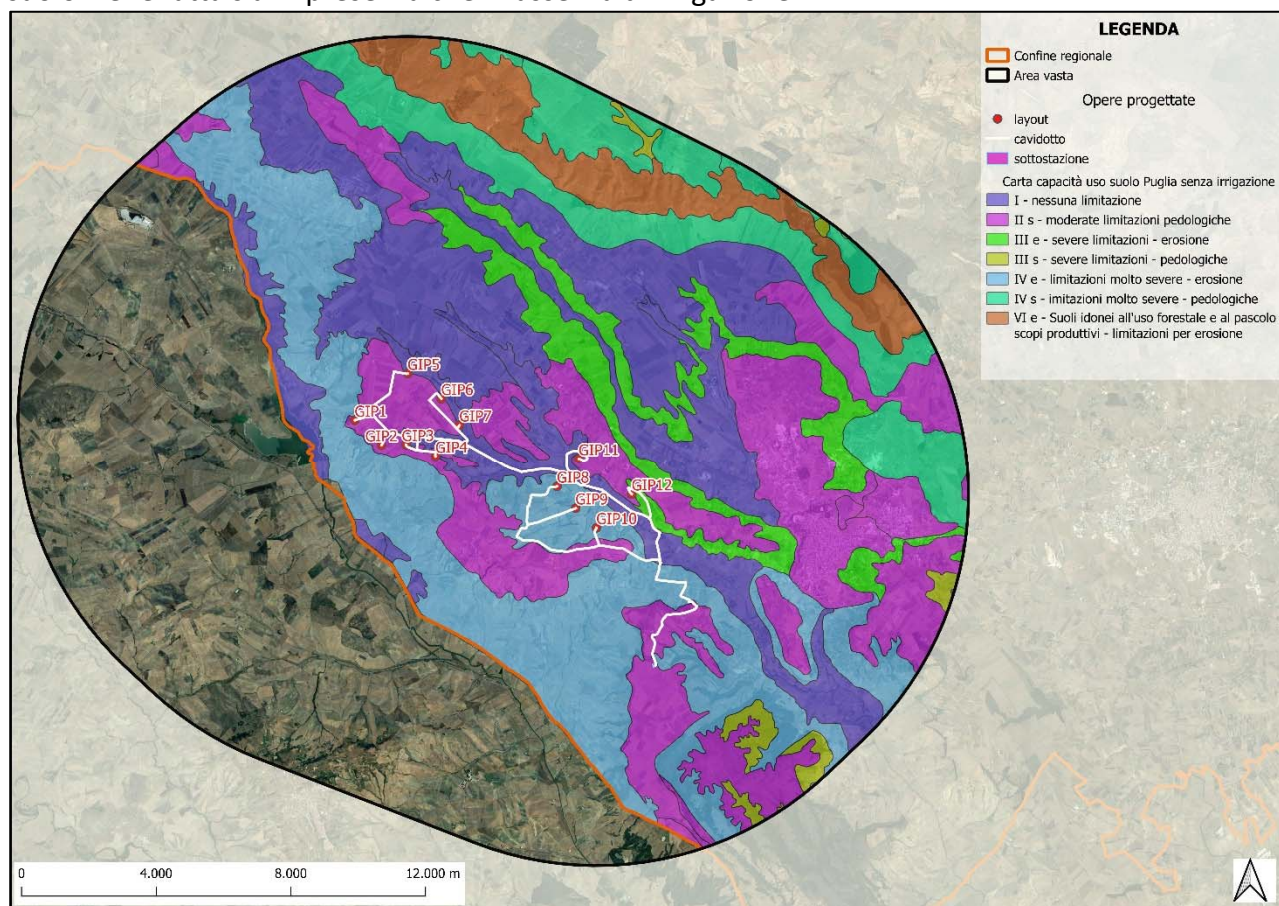 LEGENDA
Confine regionale
Area vasta
Opere progettate
layout
cavidotto
sottostazione
Carta capacità uso suolo Puglia senza irrigazione
I - nessuna limitazione
II s - moderate limitazioni pedologiche
III e - severe limitazioni - erosione
III s - severe limitazioni - pedologiche
IV e - limitazioni molto severe - erosione
IV s - imitazioni molto severe - pedologiche
VI e - Suoli idonei all'uso forestale e al pascolo
scopi produttivi - limitazioni per erosione
GIP5
GIP6
GIP1
GIP7
GIP2
GIP3
GIP4
GIP11
GIP8
GIP12
GIP9
GIP10
0 4.000 8.000 12.000 m